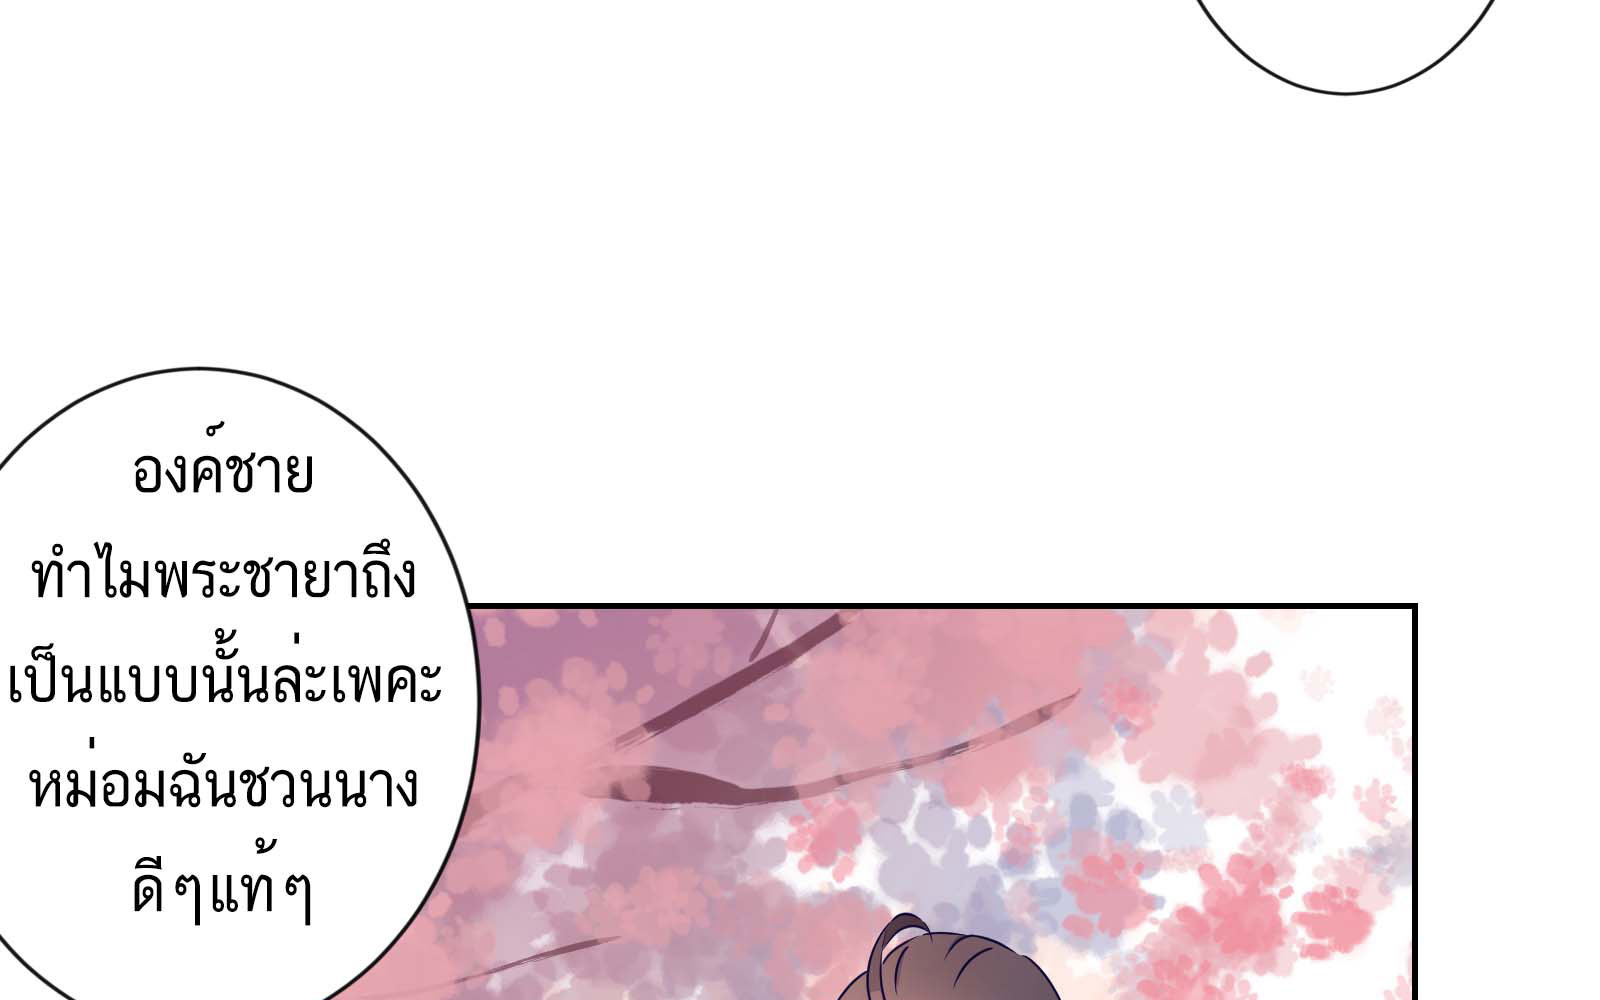 องค์ชาย
ทำไมพระชายาถึง
เป็นแบบนั้นล่ะเพคะ
หม่อมฉันชวนนาง
ดีๆแท้ๆ